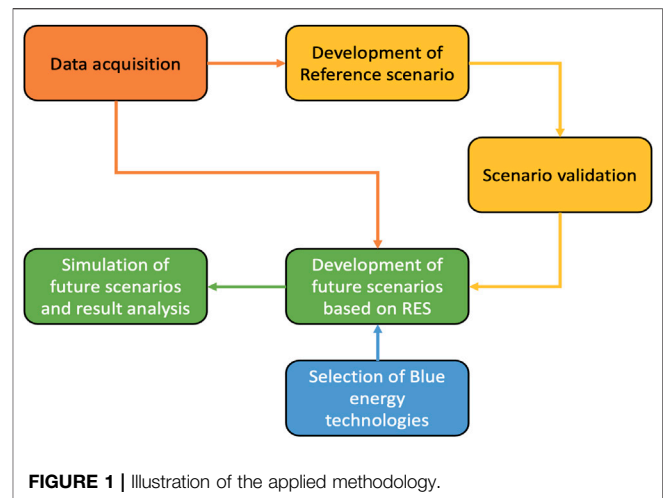 Data acquisition
Development of
Reference scenario
Scenario validation
Simulation of
future scenarios
and result analysis
Development of
future scenarios
based on RES
Selection of Blue
energy
technologies
FIGURE 1 | Illustration of the applied methodology.